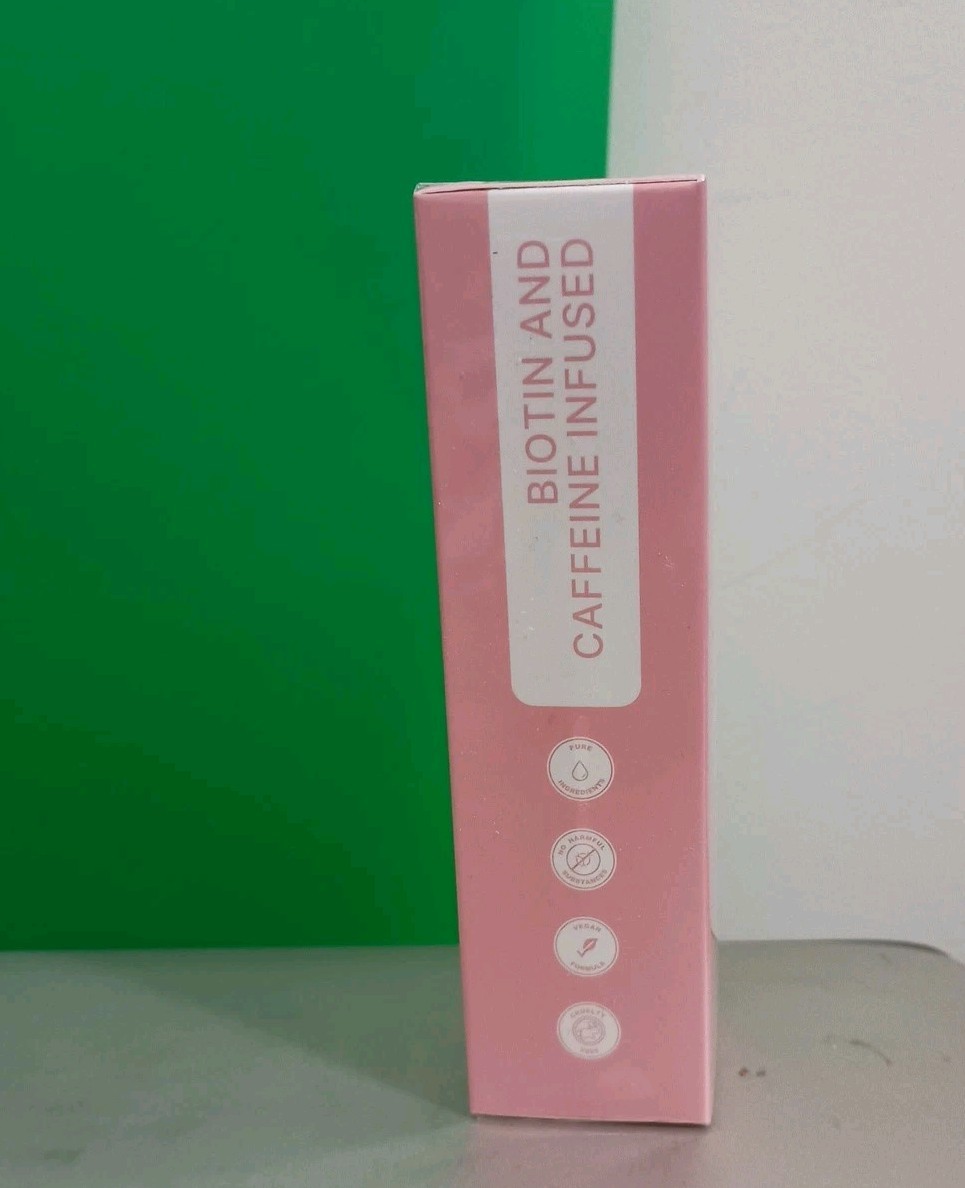 BIOTIN AND
CAFFEINE INFUSED
PURE
INGREDIENTS
NO HARMFUL
SUBSTANCES
VEGAN
FORMULA
CRUELTY
FREE